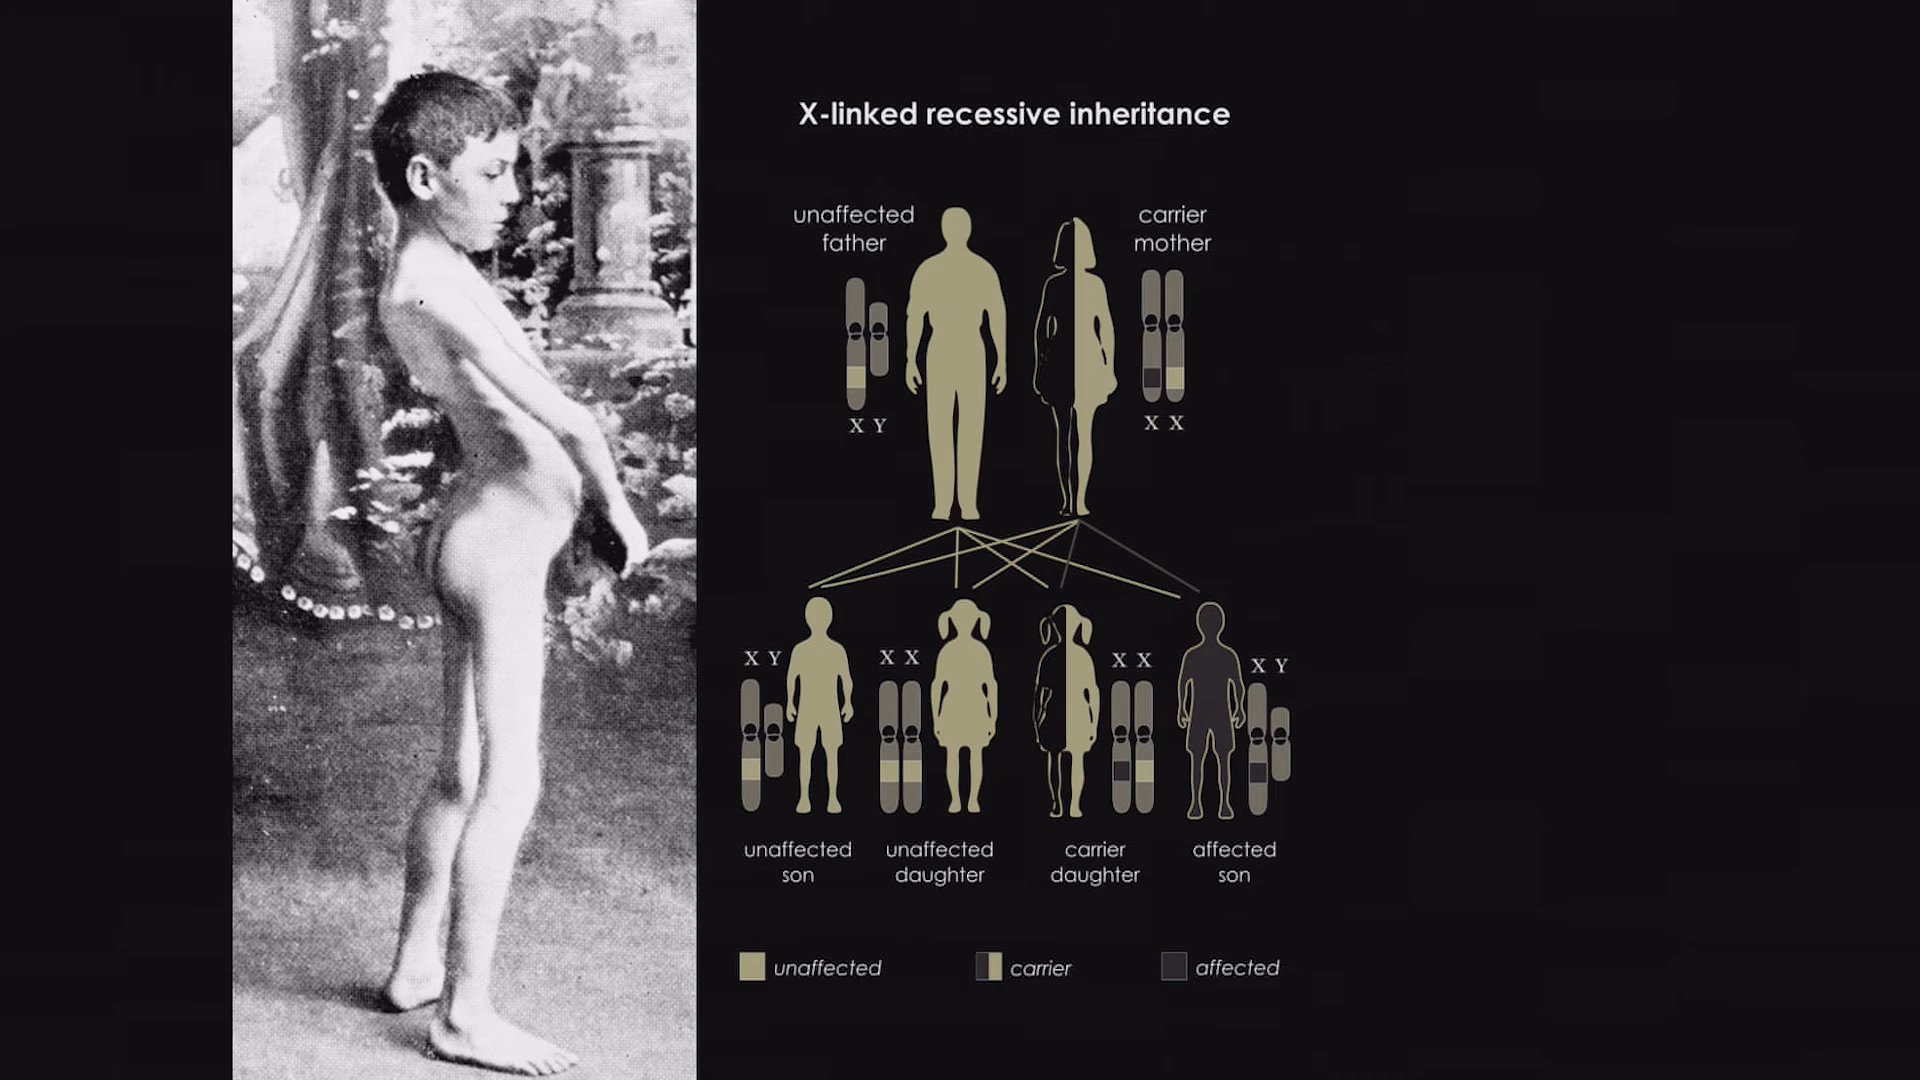 X-linked recessive inheritance
unaffected
father
carrier
mother
X Y
X X
X Y
X X
X X
X Y
unaffected
son
unaffected
daughter
carrier
daughter
affected
son
unaffected
carrier
affected